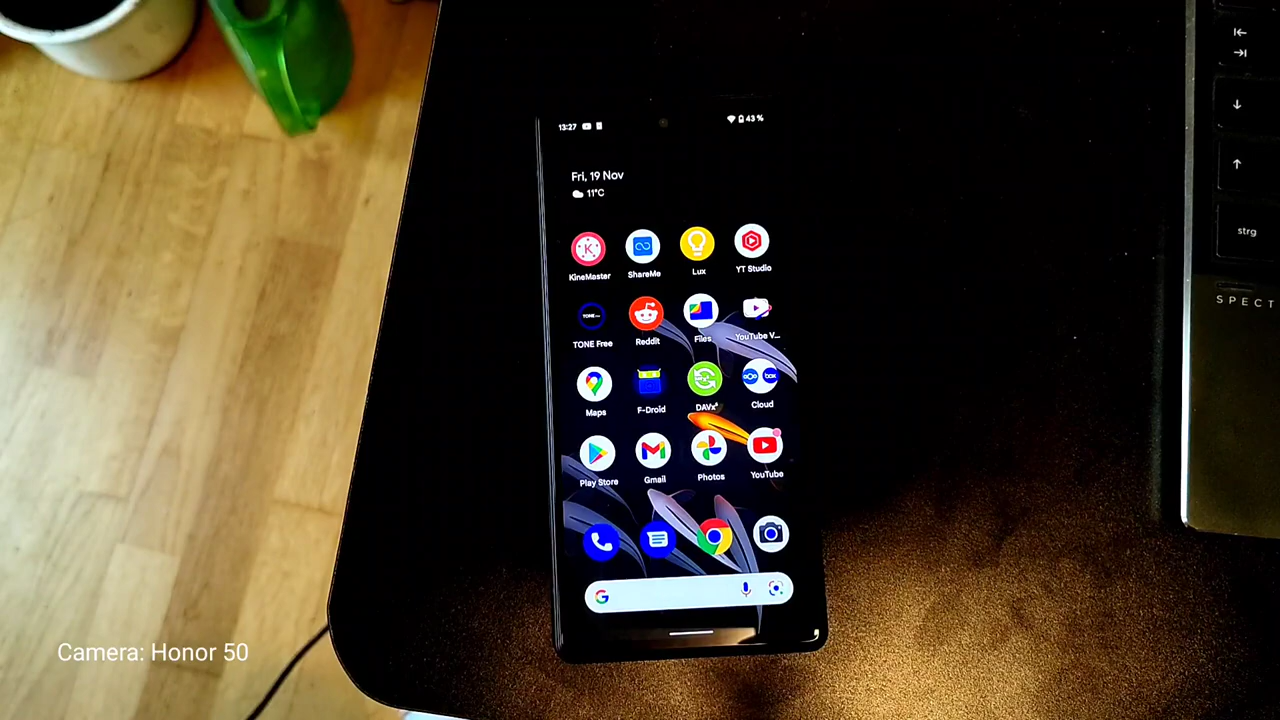 13:27
43 %
Fri, 19 Nov
11°C
KineMaster
ShareMe
Lux
YT Studio
TONE Free
Reddit
Files
YouTube V...
Maps
F-Droid
DAVx⁵
Cloud
Play Store
Gmail
Photos
YouTube
strg
SPECT
Camera: Honor 50